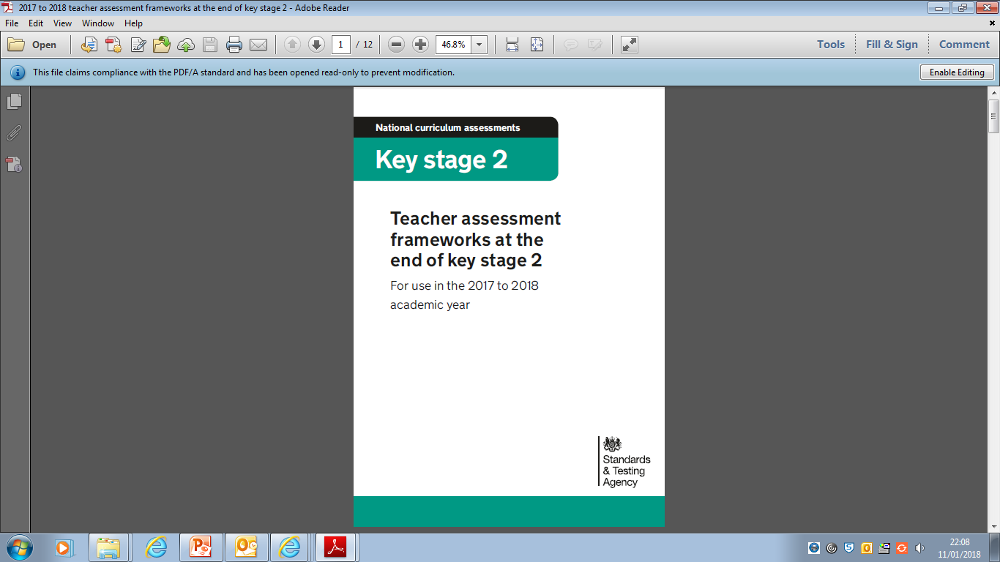 2017 to 2018 teacher assessment frameworks at the end of key stage 2 - Adobe Reader
File Edit View Window Help
Open 1 / 12 46.8% Tools Fill & Sign Comment
This file claims compliance with the PDF/A standard and has been opened read-only to prevent modification. Enable Editing
National curriculum assessments
Key stage 2
Teacher assessment
frameworks at the
end of key stage 2
For use in the 2017 to 2018
academic year
Standards
& Testing
Agency
22:08
11/01/2018